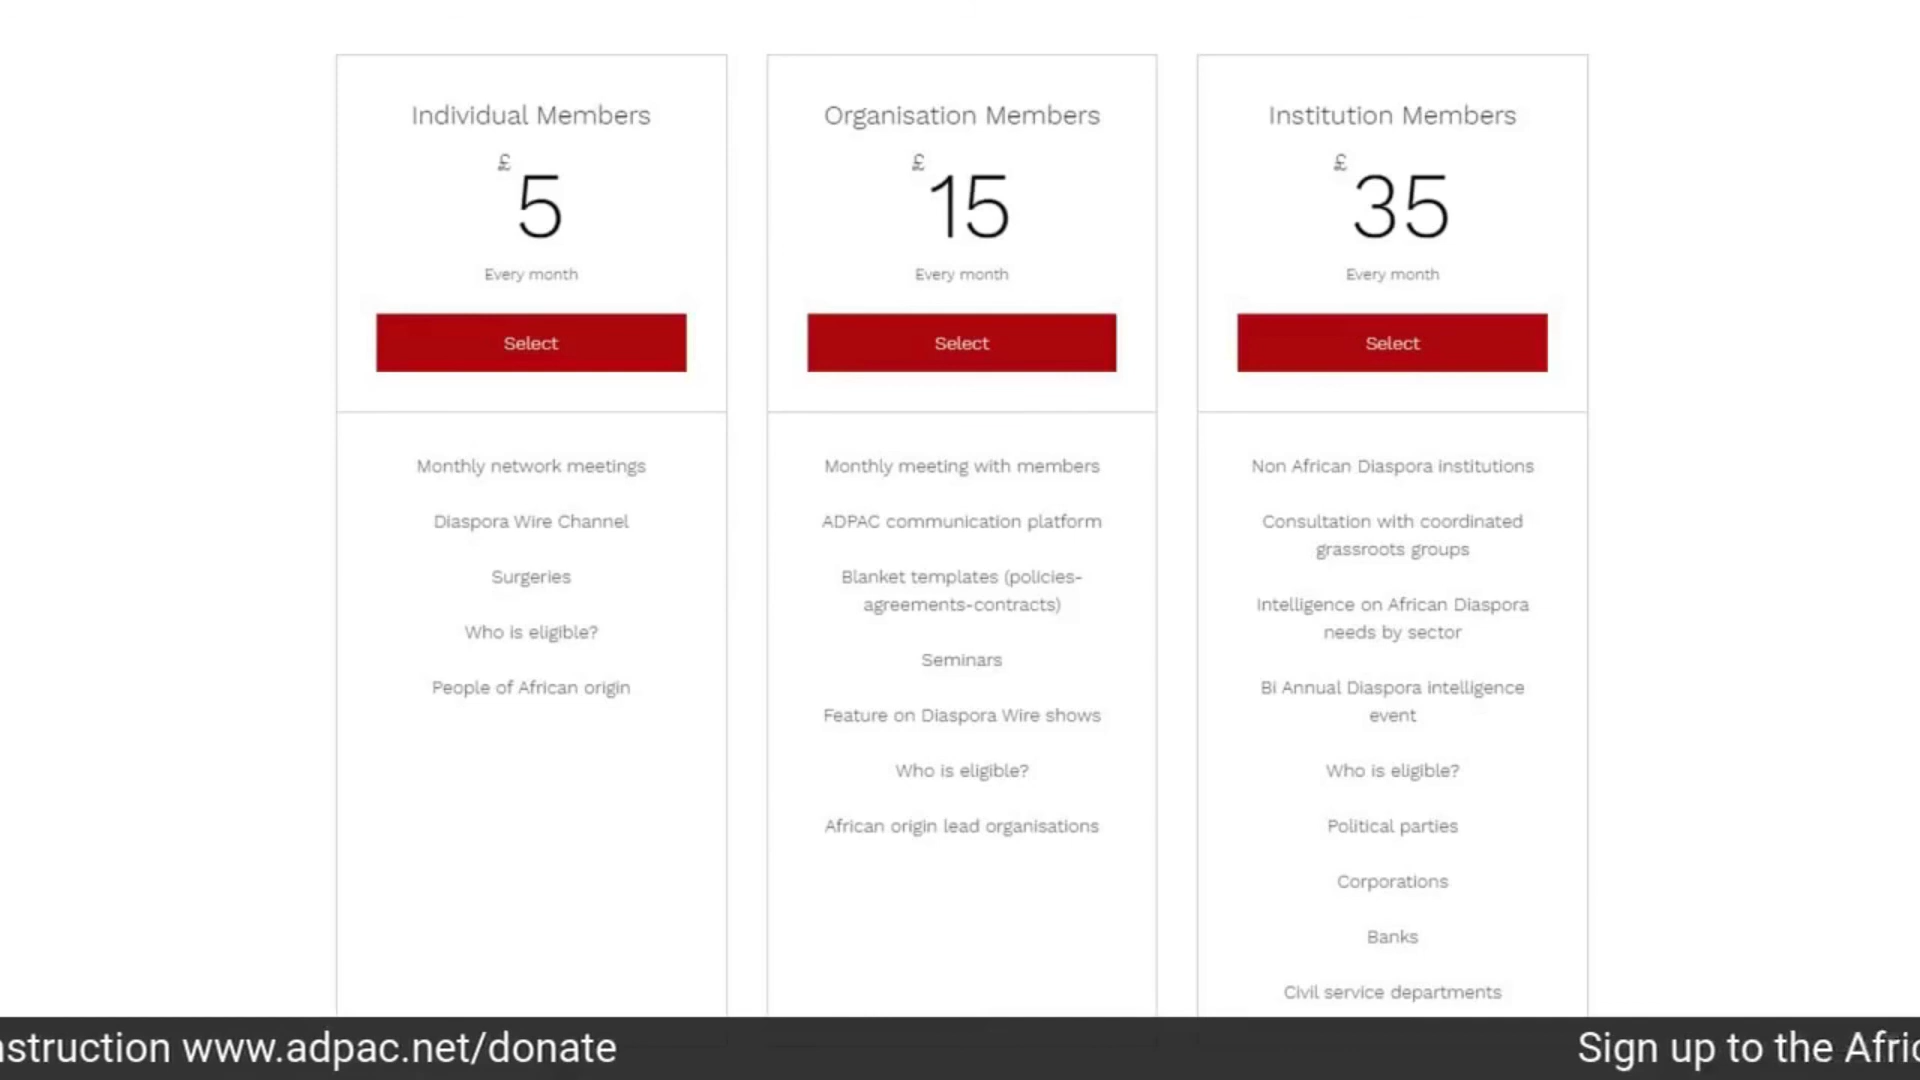 Individual Members
£
5
Every month
Select
Monthly network meetings
Diaspora Wire Channel
Surgeries
Who is eligible?
People of African origin
Organisation Members
£
15
Every month
Select
Monthly meeting with members
ADPAC communication platform
Blanket templates (policies-
agreements-contracts)
Seminars
Feature on Diaspora Wire shows
Who is eligible?
African origin lead organisations
Institution Members
£
35
Every month
Select
Non African Diaspora institutions
Consultation with coordinated
grassroots groups
Intelligence on African Diaspora
needs by sector
Bi Annual Diaspora intelligence
event
Who is eligible?
Political parties
Corporations
Banks
Civil service departments
nstruction www.adpac.net/donate
Sign up to the Afric